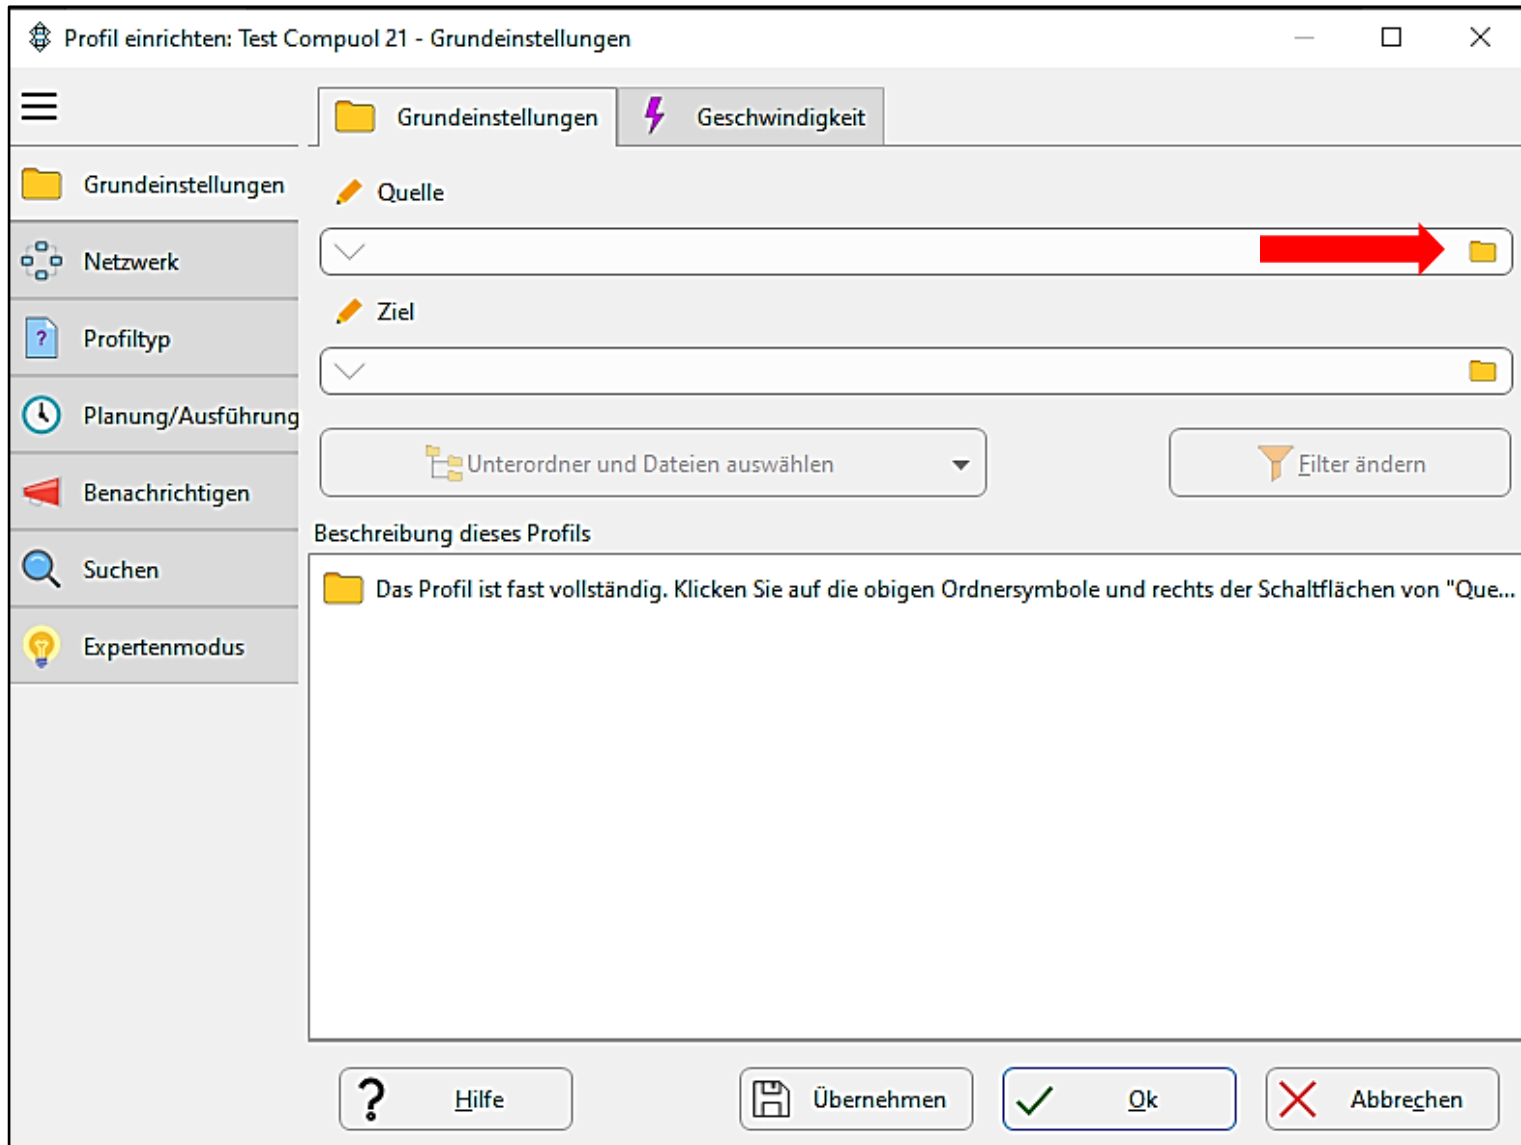 Profil einrichten: Test Compuol 21 - Grundeinstellungen
Grundeinstellungen
Geschwindigkeit
Grundeinstellungen
Netzwerk
Profiltyp
Planung/Ausführung
Benachrichtigen
Suchen
Expertenmodus
Quelle
Ziel
Unterordner und Dateien auswählen
Filter ändern
Beschreibung dieses Profils
Das Profil ist fast vollständig. Klicken Sie auf die obigen Ordnersymbole und rechts der Schaltflächen von "Que...
Hilfe
Übernehmen
Ok
Abbrechen